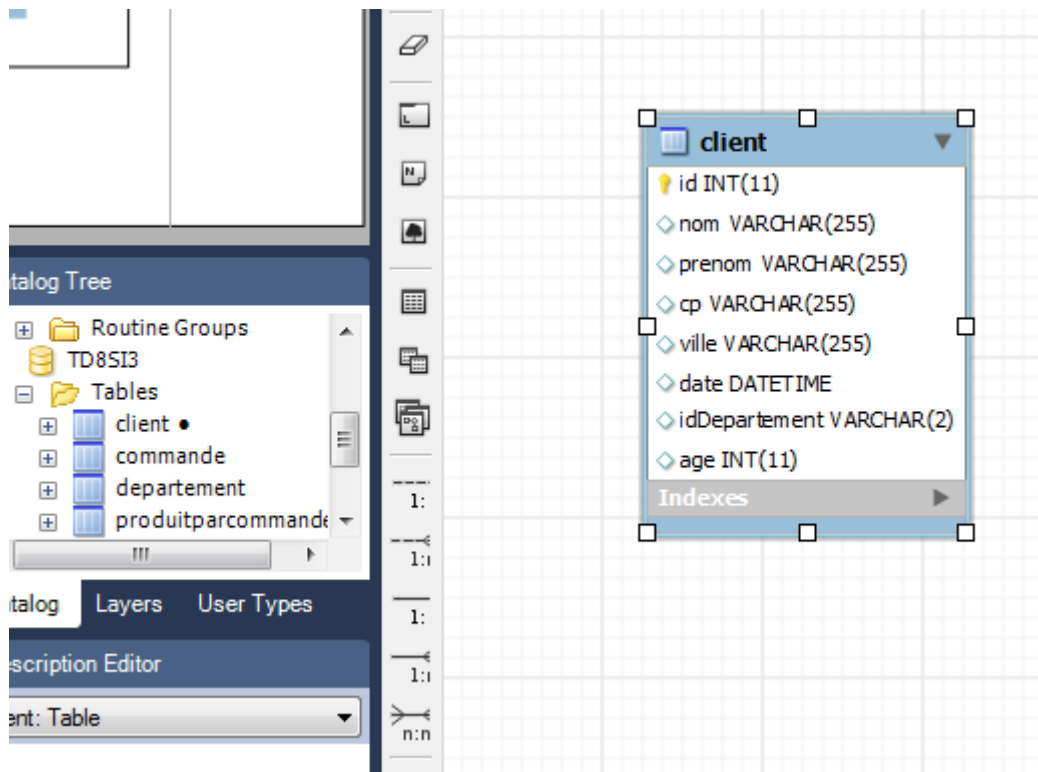 talog Tree
Routine Groups
TD8SI3
Tables
client
commande
departement
produitparcommande
talog Layers User Types
scription Editor
ent: Table
L
N
1:
1:
1:
1:
n:n
client
id INT(11)
nom VARCHAR(255)
prenom VARCHAR(255)
cp VARCHAR(255)
ville VARCHAR(255)
date DATETIME
idDepartement VARCHAR(2)
age INT(11)
Indexes